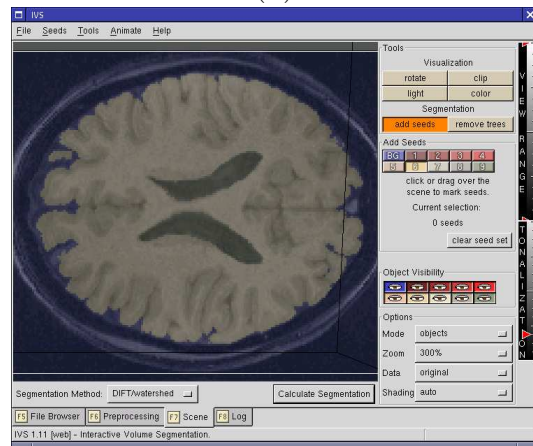 IVS
File Seeds Tools Animate Help
Tools
Visualization
rotate clip
light color
Segmentation
add seeds remove trees
Add Seeds
BG 1 2 3 4
5 6 7 8 9
click or drag over the
scene to mark seeds.
Current selection:
0 seeds
clear seed set
Object Visibility
Options
Mode objects
Zoom 300%
Data original
Shading auto
VIEW RANGE
Segmentation Method: DIFT/watershed Calculate Segmentation
F5 File Browser F6 Preprocessing F7 Scene F8 Log
IVS 1.11 [web] - Interactive Volume Segmentation.